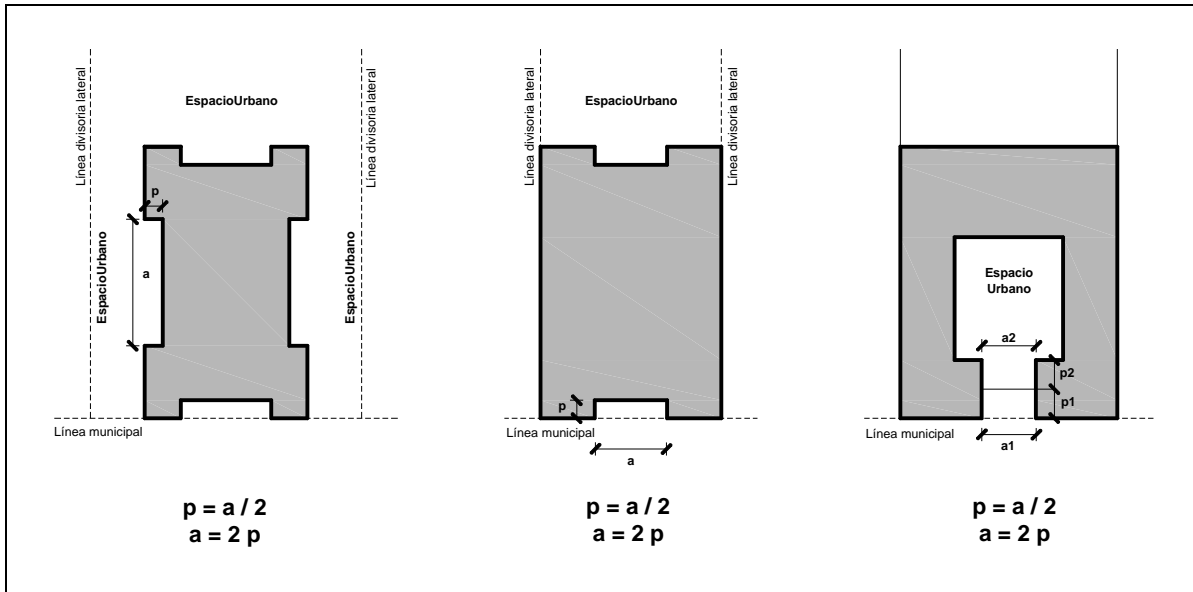 Línea divisoria lateral
EspacioUrbano
Línea divisoria lateral
p
EspacioUrbano
a
EspacioUrbano
Línea municipal
p = a / 2
a = 2 p
Línea divisoria lateral
EspacioUrbano
Línea divisoria lateral
p
Línea municipal
a
p = a / 2
a = 2 p
Espacio
Urbano
a2
p2
p1
Línea municipal
a1
p = a / 2
a = 2 p